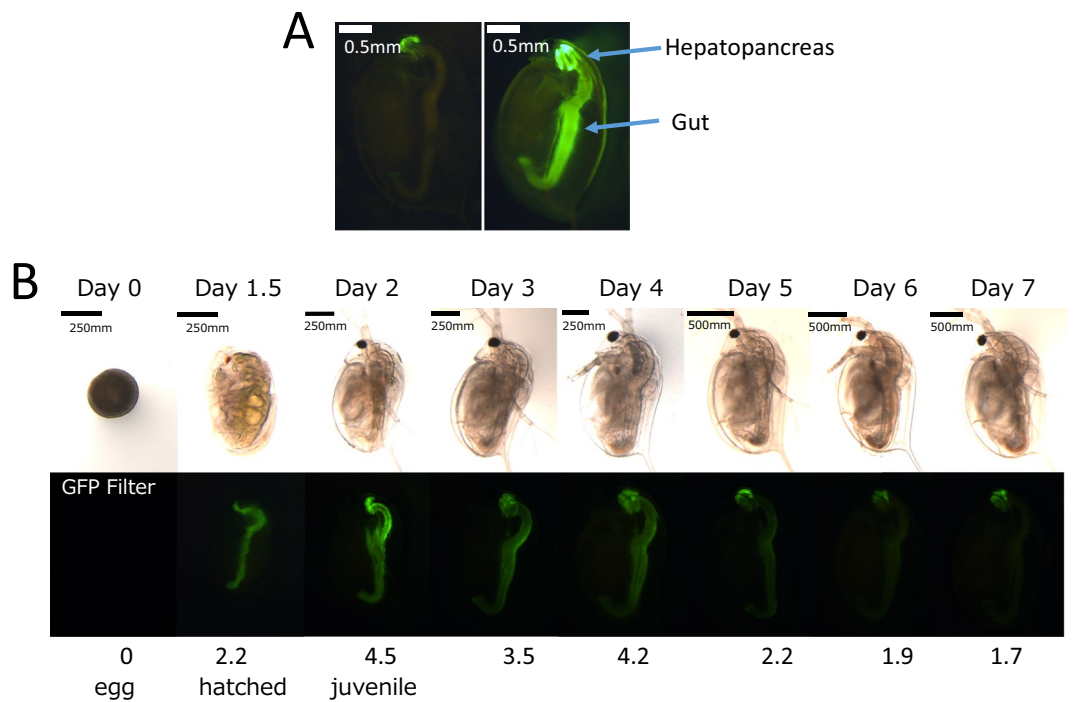 A
0.5mm
0.5mm
Hepatopancreas
Gut
B
Day 0
Day 1.5
Day 2
Day 3
Day 4
Day 5
Day 6
Day 7
250mm
250mm
250mm
250mm
250mm
500mm
500mm
500mm
GFP Filter
0
2.2
4.5
3.5
4.2
2.2
1.9
1.7
egg
hatched
juvenile